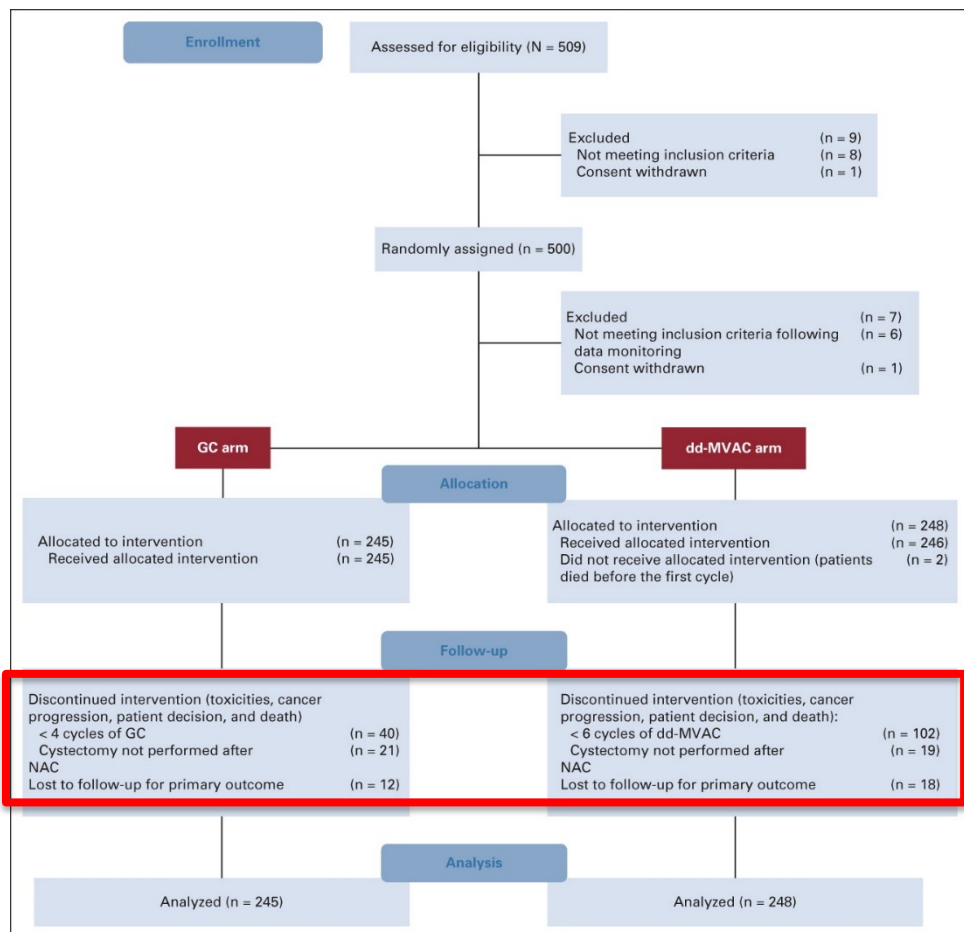 Enrollment
Assessed for eligibility (N = 509)
Excluded (n = 9)
Not meeting inclusion criteria (n = 8)
Consent withdrawn (n = 1)
Randomly assigned (n = 500)
Excluded (n = 7)
Not meeting inclusion criteria following (n = 6)
data monitoring
Consent withdrawn (n = 1)
GC arm
dd-MVAC arm
Allocation
Allocated to intervention (n = 245)
Received allocated intervention (n = 245)
Allocated to intervention (n = 248)
Received allocated intervention (n = 246)
Did not receive allocated intervention (patients (n = 2)
died before the first cycle)
Follow-up
Discontinued intervention (toxicities, cancer
progression, patient decision, and death)
< 4 cycles of GC (n = 40)
Cystectomy not performed after (n = 21)
NAC
Lost to follow-up for primary outcome (n = 12)
Discontinued intervention (toxicities, cancer
progression, patient decision, and death):
< 6 cycles of dd-MVAC (n = 102)
Cystectomy not performed after (n = 19)
NAC
Lost to follow-up for primary outcome (n = 18)
Analysis
Analyzed (n = 245)
Analyzed (n = 248)